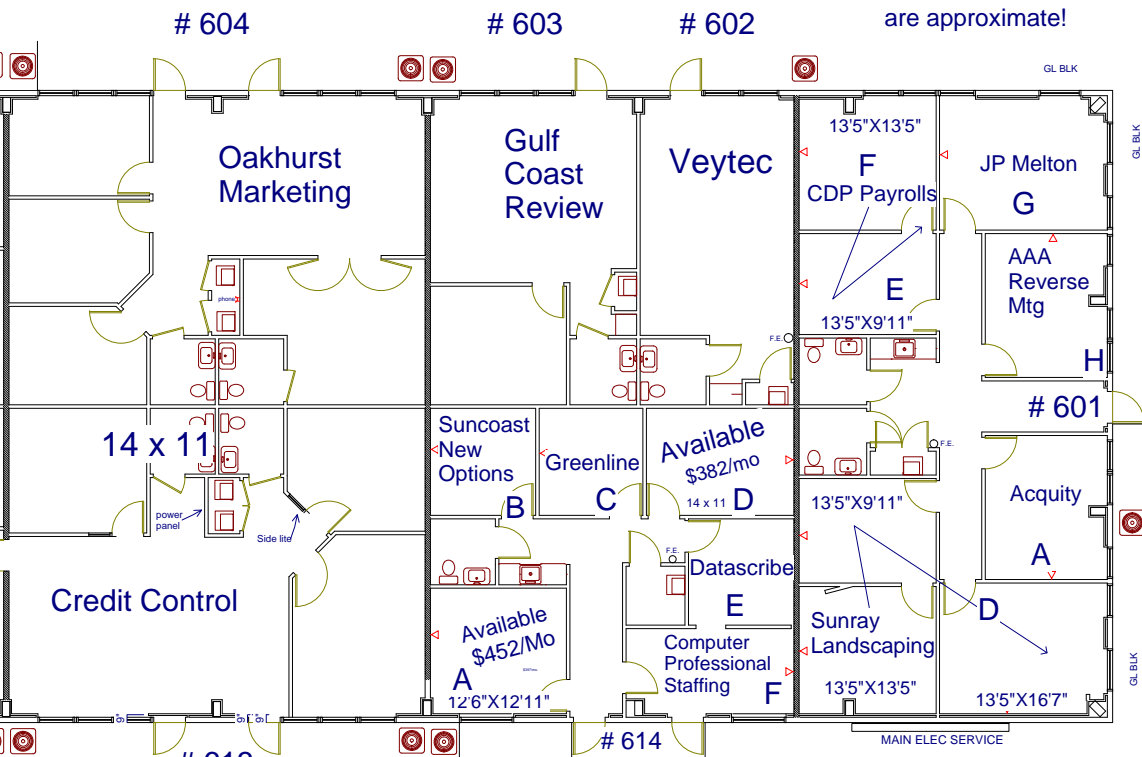 # 604
# 603
# 602
are approximate!
GL BLK
GL BLK
Oakhurst
Marketing
Gulf
Coast
Review
Veytec
13'5"X13'5"
F
CDP Payrolls
JP Melton
G
E
13'5"X9'11"
AAA
Reverse
Mtg
H
phone
F.E.
# 601
14 x 11
Suncoast
New
Options
B
Greenline
C
Available
$382/mo
14 x 11
D
F.E.
power
panel
Side lite
13'5"X9'11"
Acquity
A
F.E.
Datascribe
E
Credit Control
Available
$452/Mo
A
12'6"X12'11"
Computer
Professional
Staffing
F
Sunray
Landscaping
13'5"X13'5"
D
13'5"X16'7"
GL BLK
6"
6"
6"
# 614
MAIN ELEC SERVICE